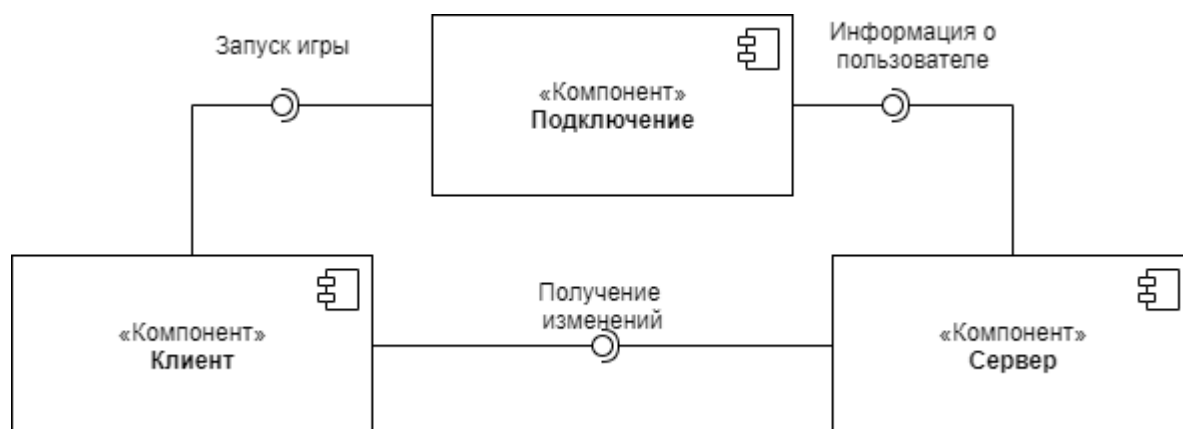 Запуск игры
Информация о
пользователе
«Компонент»
Подключение
Получение
изменений
«Компонент»
Клиент
«Компонент»
Сервер